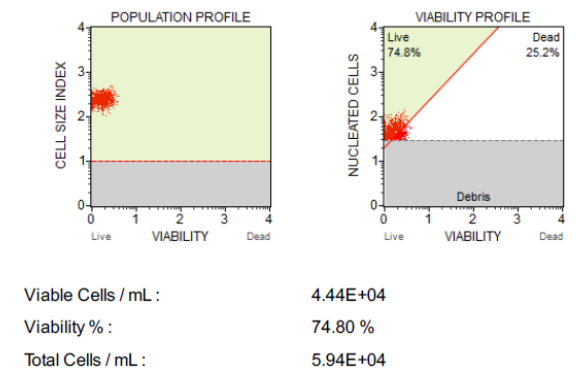 POPULATION PROFILE
4
3
2
1
0
CELL SIZE INDEX
0 1 2 3 4
Live VIABILITY Dead
VIABILITY PROFILE
4
3
2
1
0
NUCLEATED CELLS
Live Dead
74.8% 25.2%
Debris
0 1 2 3 4
Live VIABILITY Dead
Viable Cells / mL : 4.44E+04
Viability % : 74.80 %
Total Cells / mL : 5.94E+04